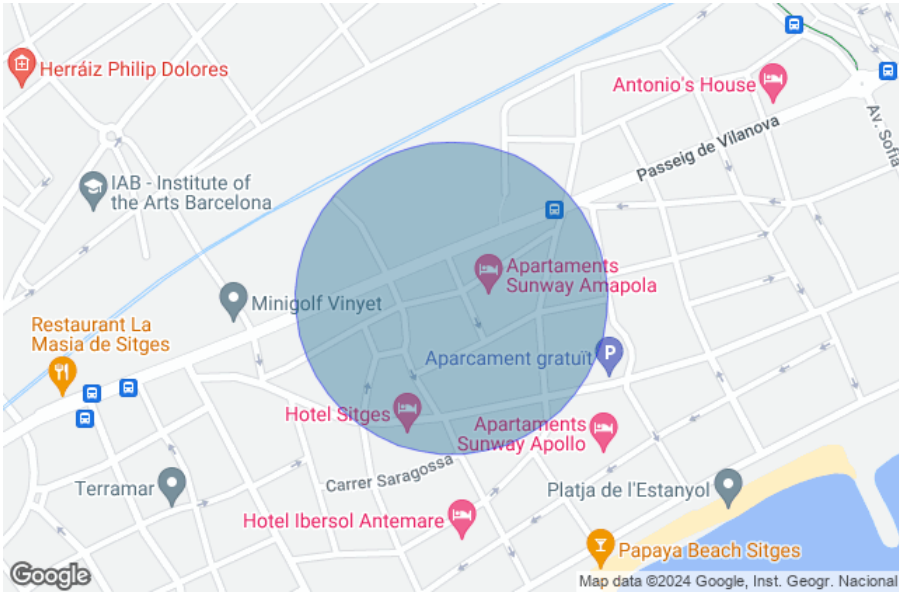 Herráiz Philip Dolores
Antonio's House
Passeig de Vilanova
Av. Sofia
IAB - Institute of
the Arts Barcelona
Apartaments
Sunway Amapola
Minigolf Vinyet
Restaurant La
Masia de Sitges
Aparcament gratuït
P
Hotel Sitges
Apartaments
Sunway Apollo
Carrer Saragossa
Terramar
Platja de l'Estanyol
Hotel Ibersol Antemare
Papaya Beach Sitges
Google
Map data ©2024 Google, Inst. Geogr. Nacional